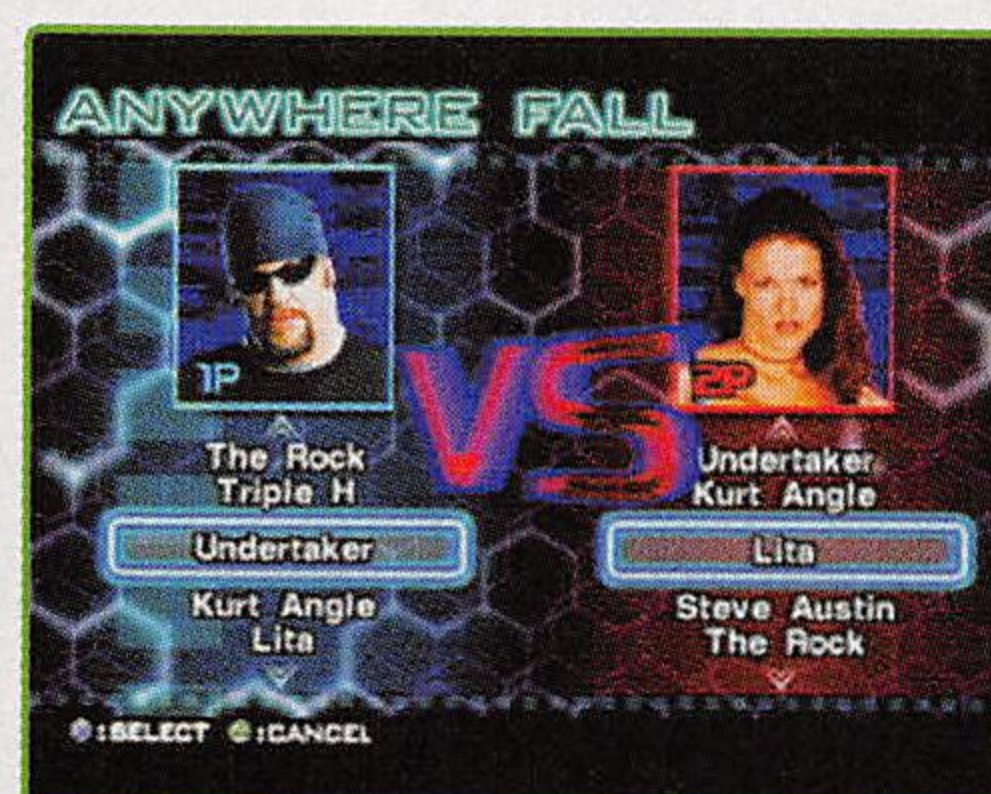 ANYWHERE FALL
1P
VS
2P
The Rock
Triple H
Undertaker
Kurt Angle
Lita
Undertaker
Kurt Angle
Lita
Steve Austin
The Rock
:SELECT :CANCEL